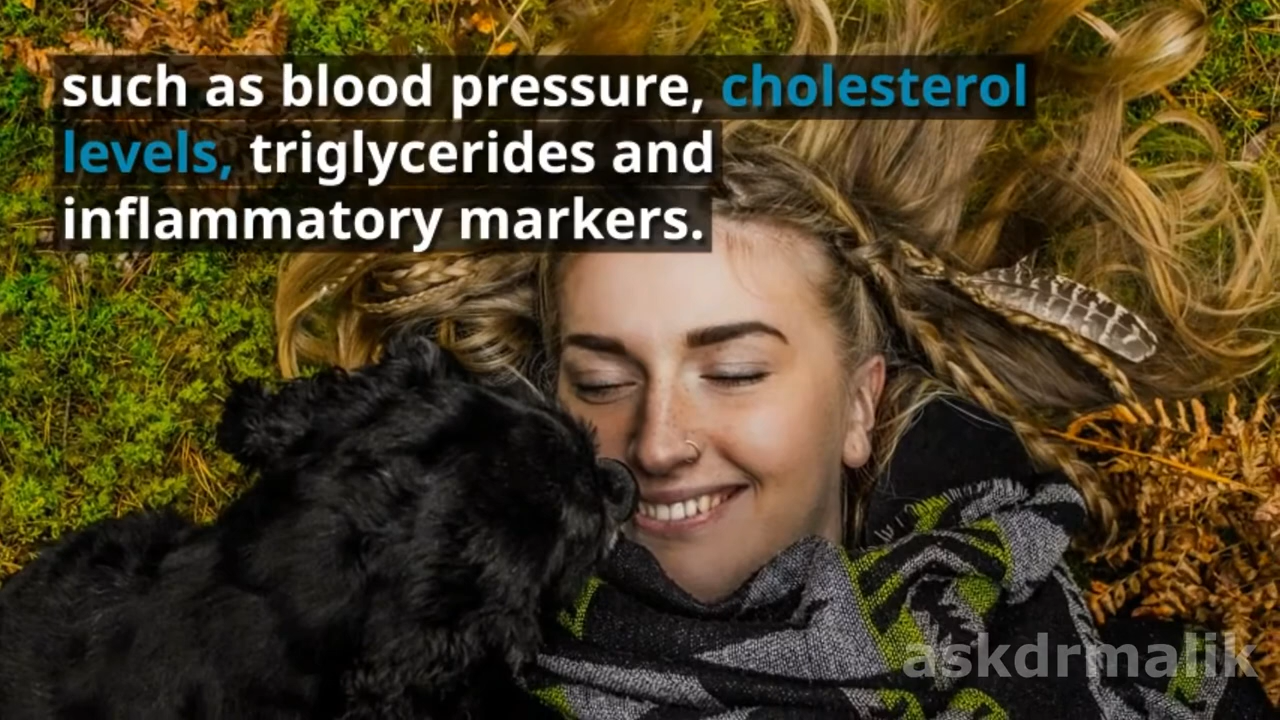 such as blood pressure, cholesterol
levels, triglycerides and
inflammatory markers.
askdrmalik